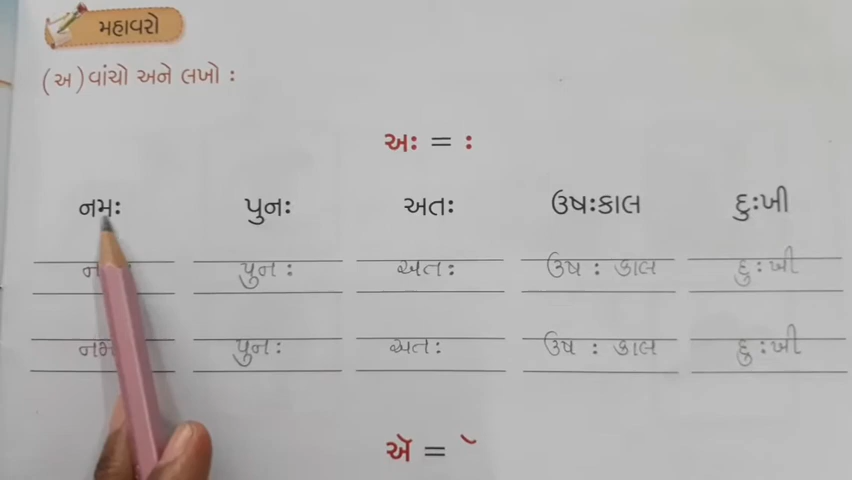 મહાવરો
(અ) વાંચો અને લખો :
અઃ = ઃ
નમઃ પુનઃ અતઃ ઉષઃકાલ દુઃખી
પુન : અત : ઉષ : કાલ દુ : ખી
પુન : અત : ઉષ : કાલ દુ : ખી
ઍ = ૅ